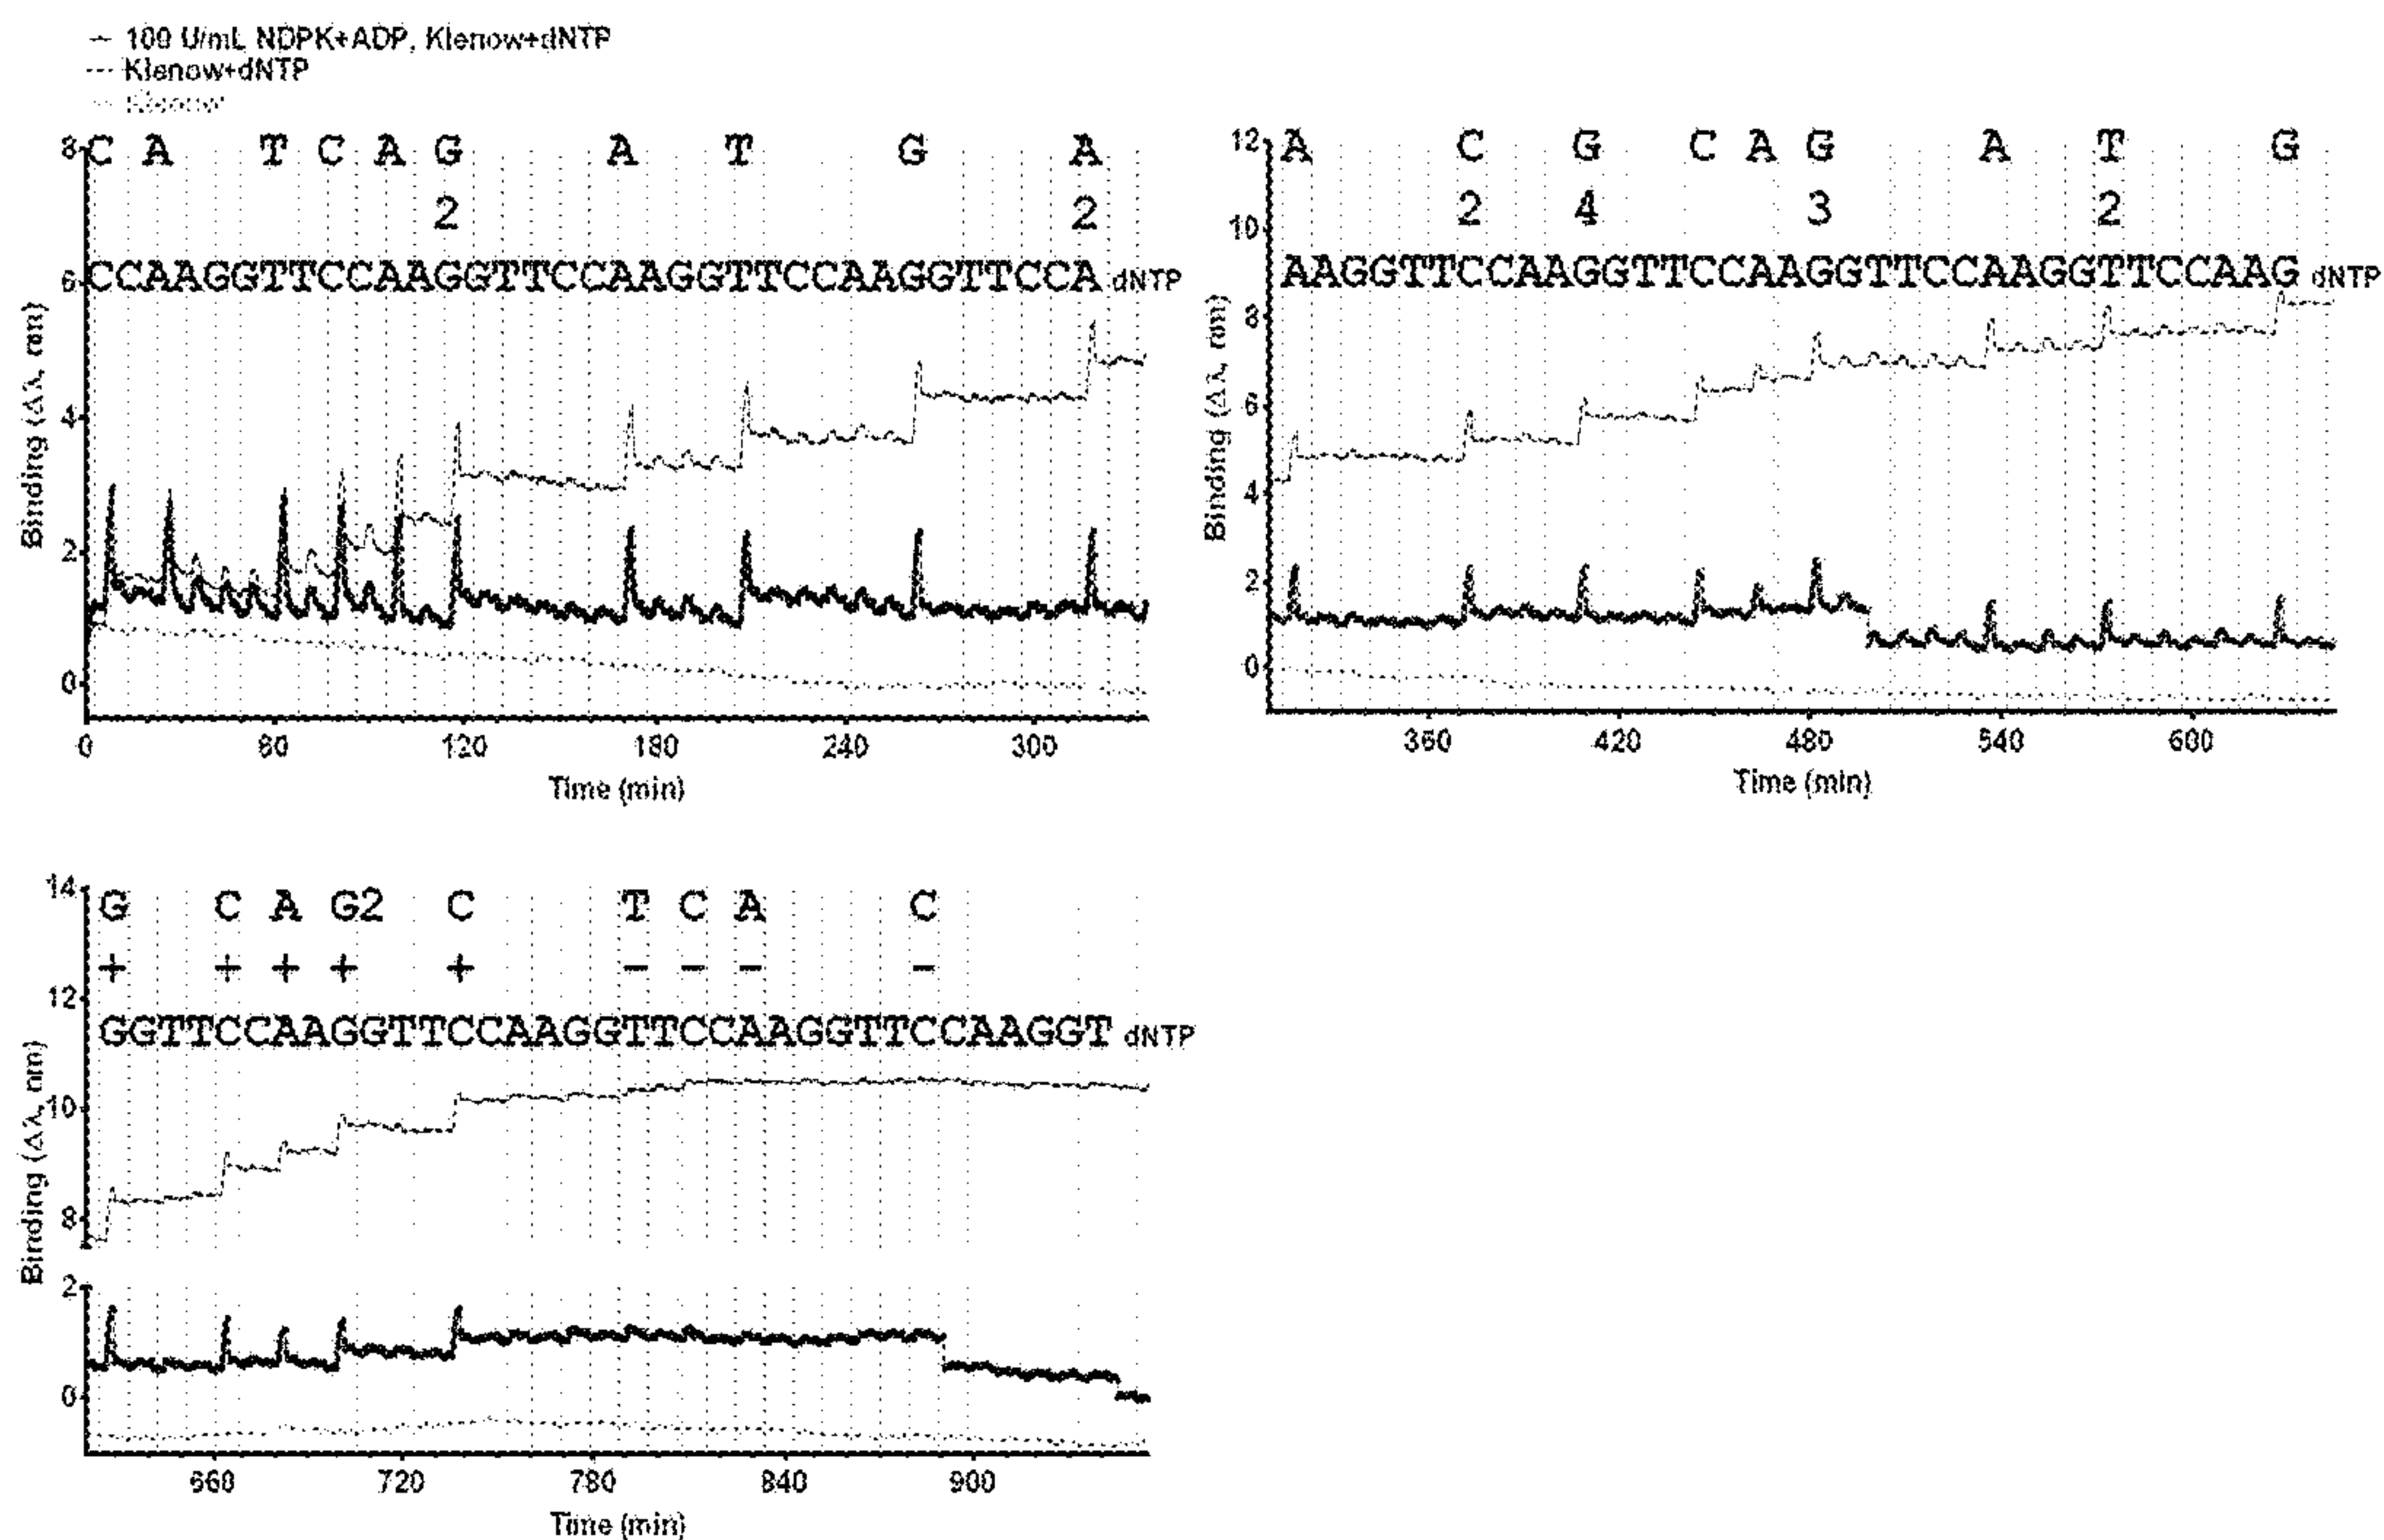 100 U/mL NDPK+ADP, Klenow+dNTP
Klenow+dNTP
Klenow
C A T C A G A T G A
2 2
CCAAGGTTCCAAGGTTCCAAGGTTCCAAGGTTCCA dNTP
8
6
4
2
0
Binding (Δλ, nm)
0 60 120 180 240 300
Time (min)
A C G C A G A T G
2 4 3 2
AAGGTTCCAAGGTTCCAAGGTTCCAAGGTTCCAAG dNTP
12
10
8
6
4
2
0
Binding (Δλ, nm)
360 420 480 540 600
Time (min)
G C A G2 C T C A C
+ + + + + − − − −
GGTTCCAAGGTTCCAAGGTTCCAAGGTTCCAAGGT dNTP
14
12
10
8
2
0
Binding (Δλ, nm)
660 720 780 840 900
Time (min)